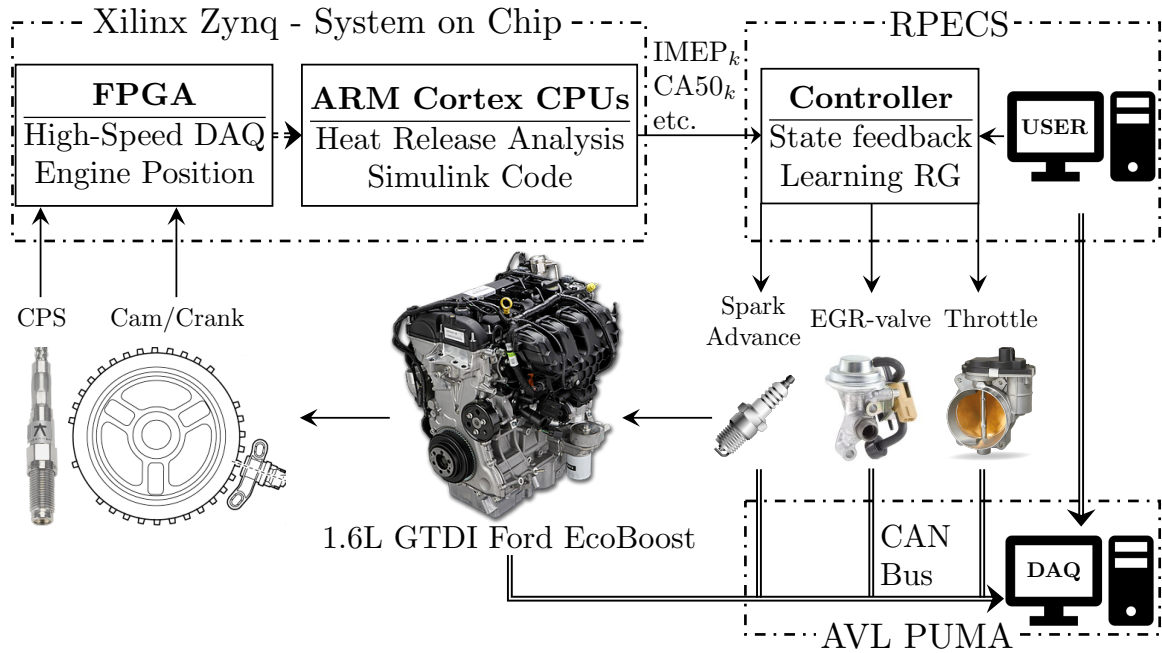 Xilinx Zynq - System on Chip
FPGA
High-Speed DAQ
Engine Position
ARM Cortex CPUs
Heat Release Analysis
Simulink Code
IMEPₖ
CA50ₖ
etc.
RPECS
Controller
State feedback
Learning RG
USER
CPS
Cam/Crank
Spark
Advance
EGR-valve
Throttle
1.6L GTDI Ford EcoBoost
CAN
Bus
DAQ
AVL PUMA